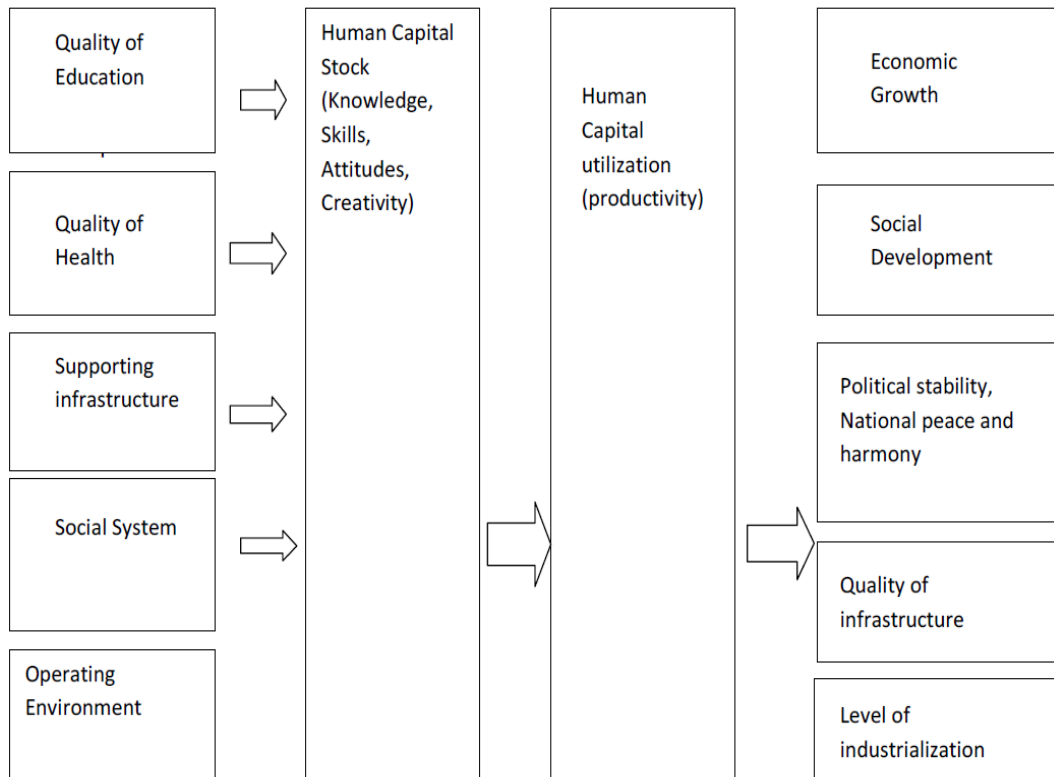 Quality of
Education
Quality of
Health
Supporting
infrastructure
Social System
Operating
Environment
Human Capital
Stock
(Knowledge,
Skills,
Attitudes,
Creativity)
Human
Capital
utilization
(productivity)
Economic
Growth
Social
Development
Political stability,
National peace and
harmony
Quality of
infrastructure
Level of
industrialization